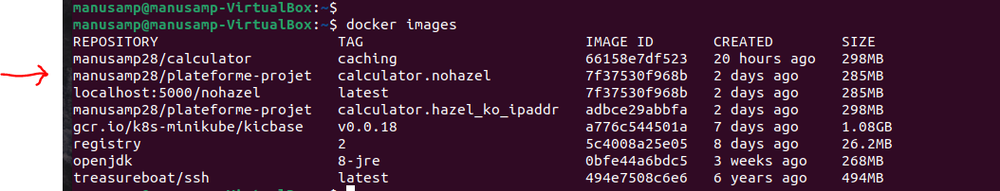 manusamp@manusamp-VirtualBox:~$
manusamp@manusamp-VirtualBox:~$ docker images
REPOSITORY TAG IMAGE ID CREATED SIZE
manusamp28/calculator caching 66158e7df523 20 hours ago 298MB
manusamp28/plateforme-projet calculator.nohazel 7f37530f968b 2 days ago 285MB
localhost:5000/nohazel latest 7f37530f968b 2 days ago 285MB
manusamp28/plateforme-projet calculator.hazel_ko_ipaddr adbce29abbfa 2 days ago 298MB
gcr.io/k8s-minikube/kicbase v0.0.18 a776c544501a 7 days ago 1.08GB
registry 2 5c4008a25e05 8 days ago 26.2MB
openjdk 8-jre 0bfe44a6bdc5 3 weeks ago 268MB
treasureboat/ssh latest 494e7508c6e6 6 years ago 494MB